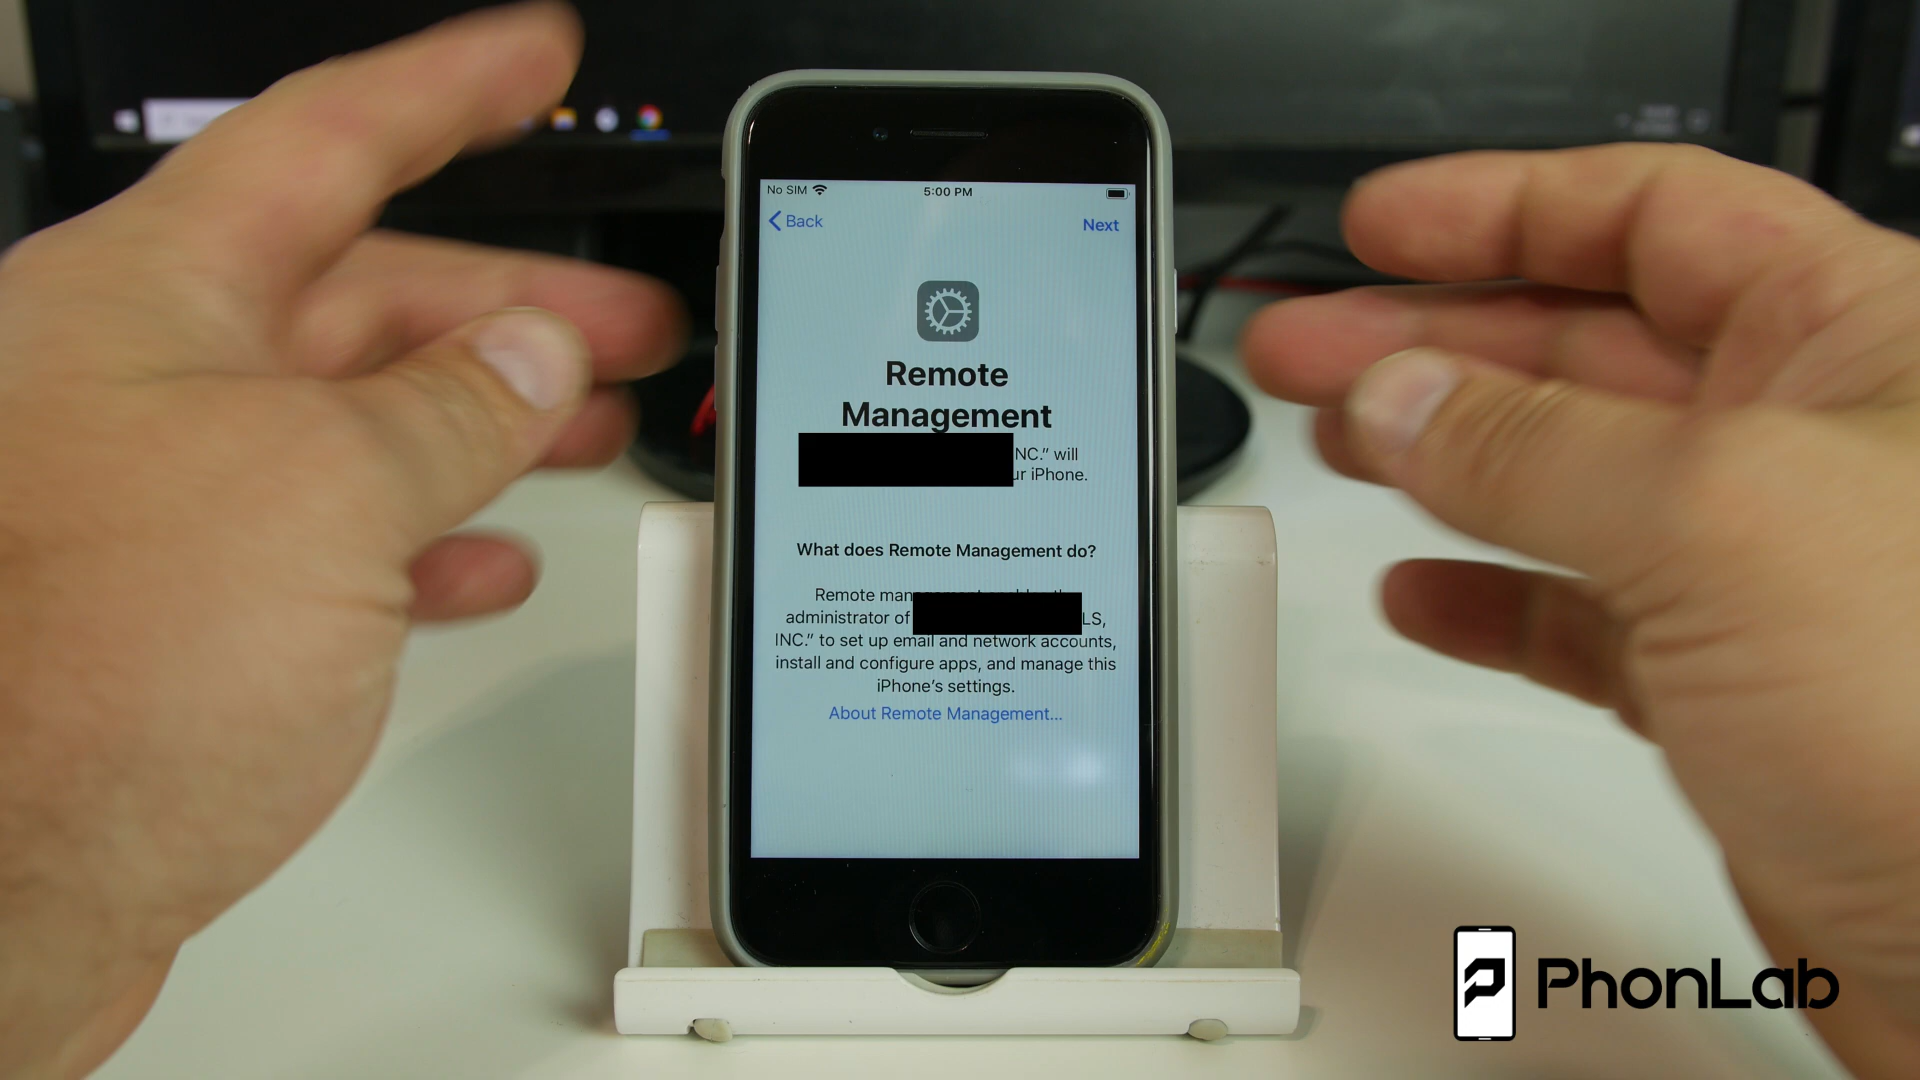 No SIM
5:00 PM
Back
Next
Remote
Management
NC.” will
ur iPhone.
What does Remote Management do?
Remote
administrator of LS,
INC.” to set up email and network accounts,
install and configure apps, and manage this
iPhone’s settings.
About Remote Management...
PhonLab